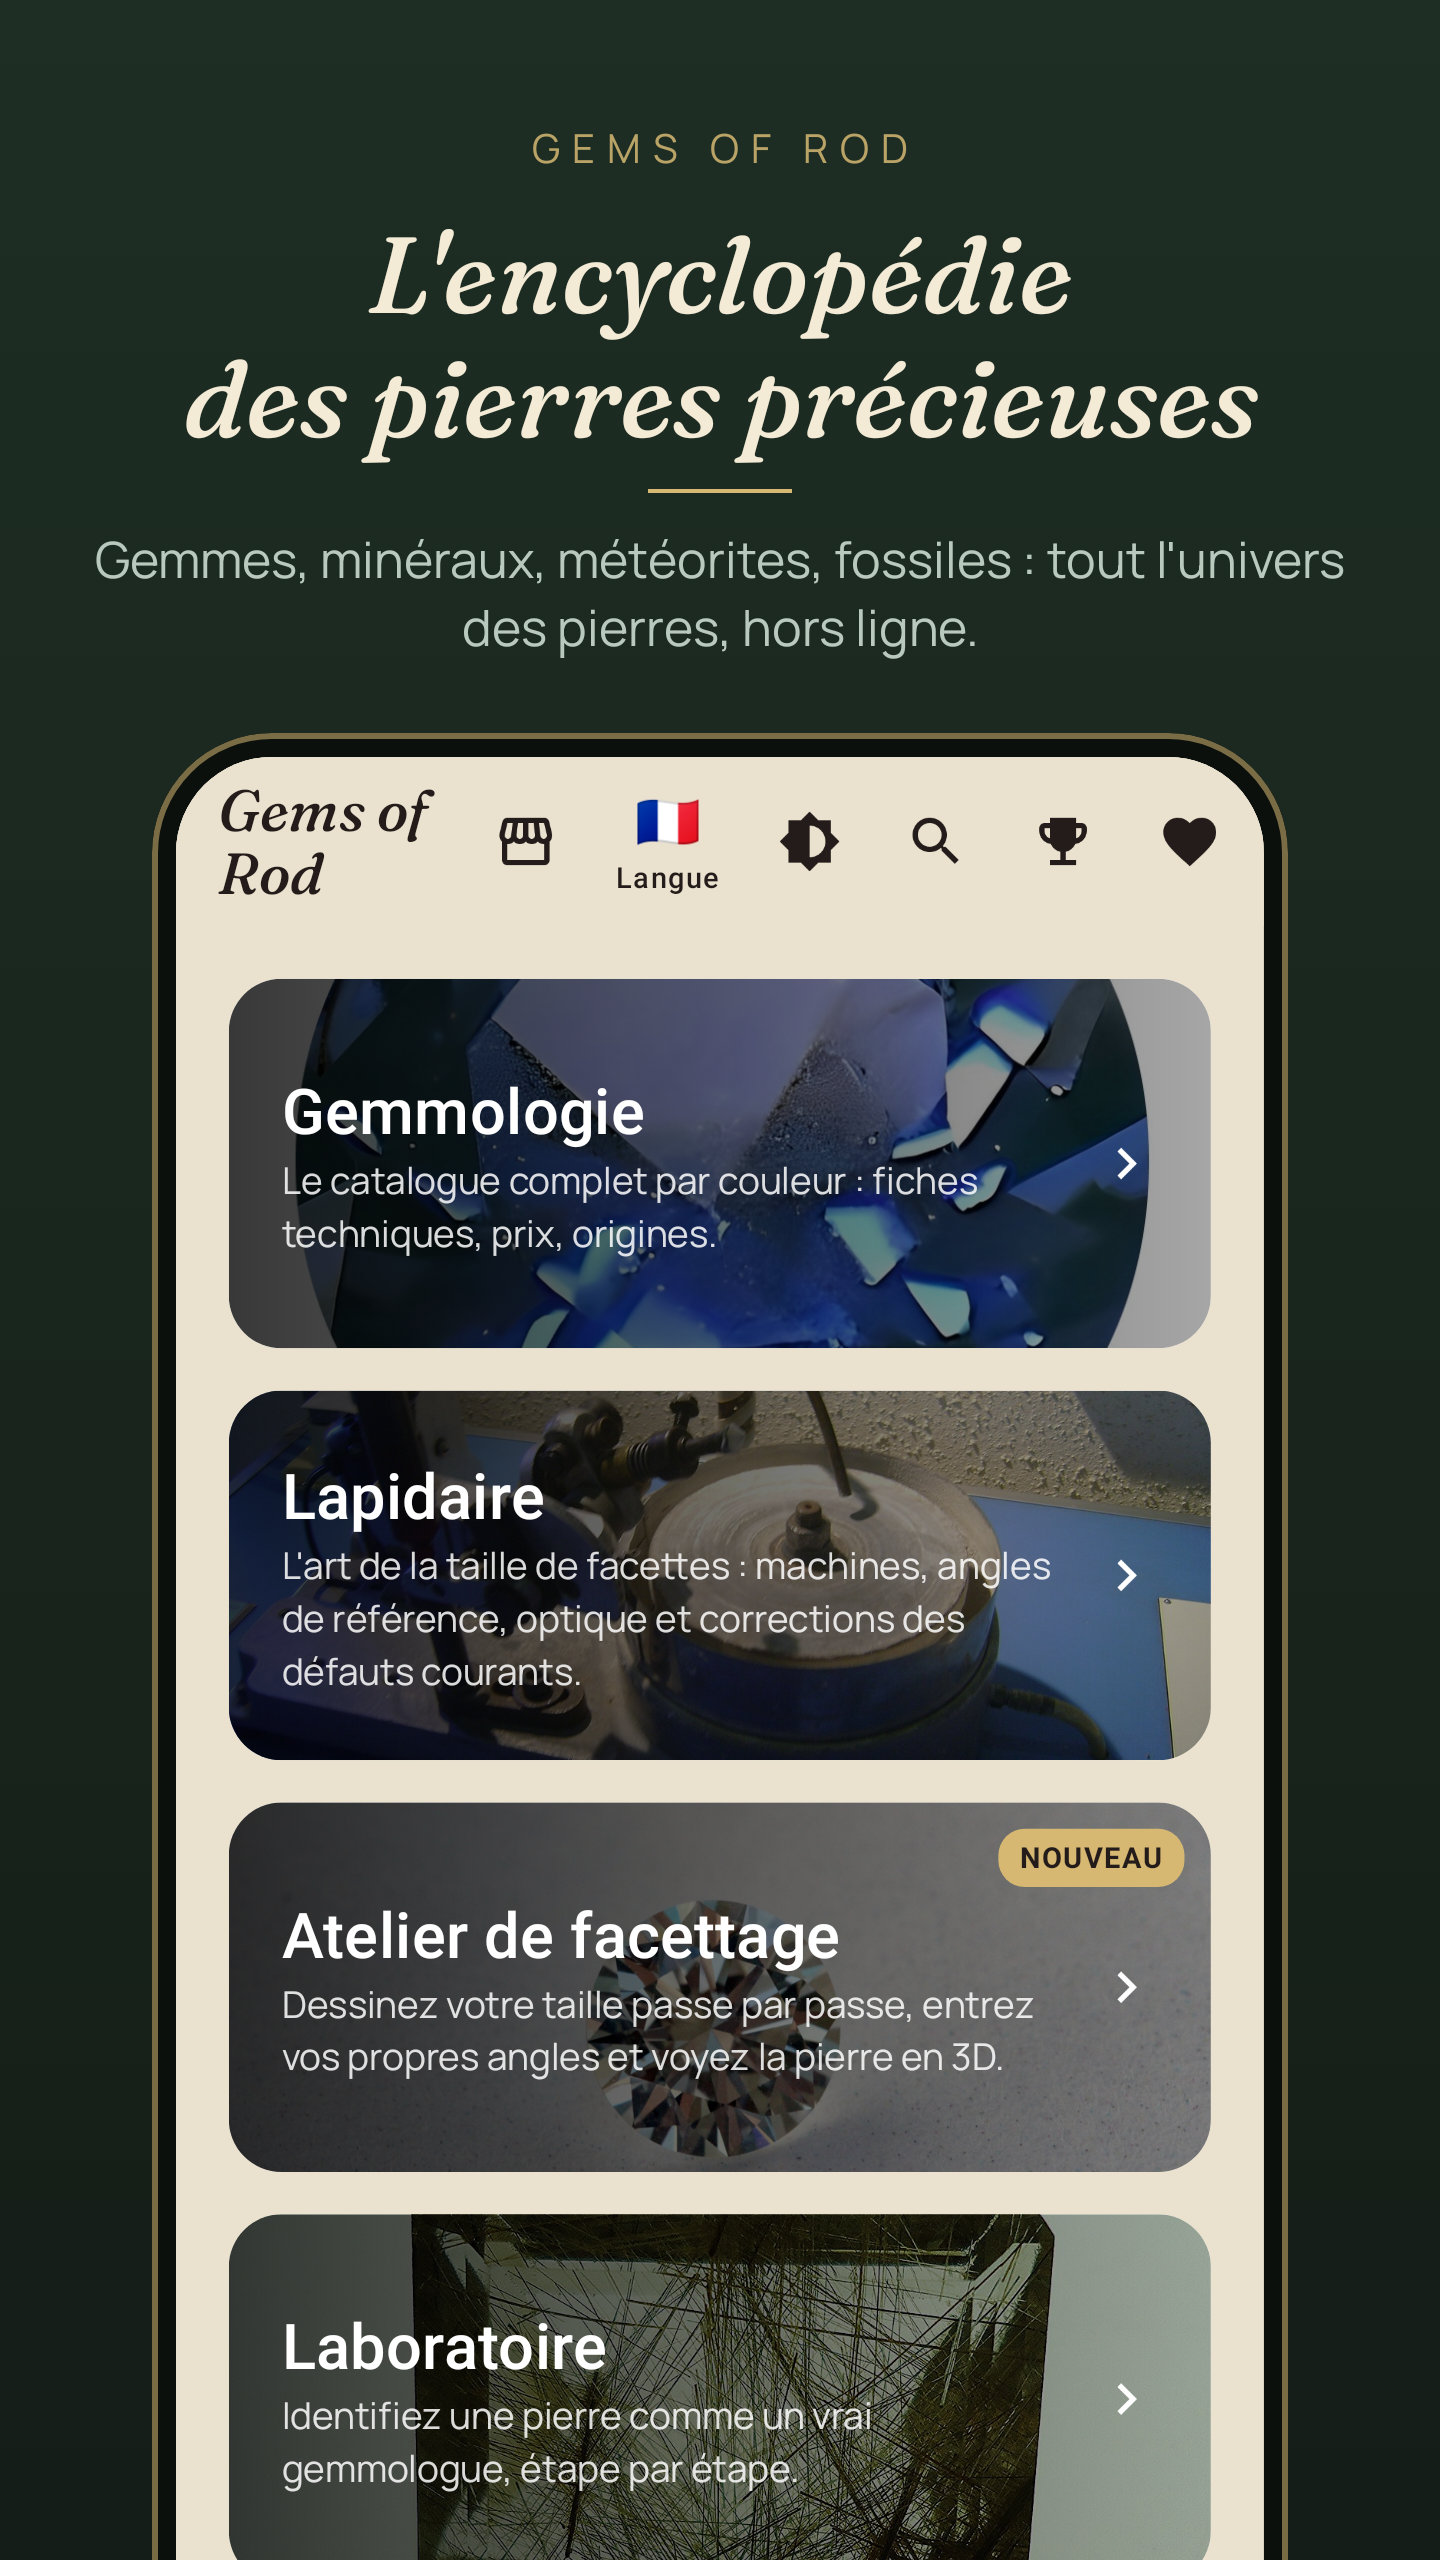 GEMS OF ROD
L'encyclopédie
des pierres précieuses
Gemmes, minéraux, météorites, fossiles : tout l'univers
des pierres, hors ligne.
Gems of
Rod
Langue
Gemmologie
Le catalogue complet par couleur : fiches
techniques, prix, origines.
Lapidaire
L'art de la taille de facettes : machines, angles
de référence, optique et corrections des
défauts courants.
NOUVEAU
Atelier de facettage
Dessinez votre taille passe par passe, entrez
vos propres angles et voyez la pierre en 3D.
Laboratoire
Identifiez une pierre comme un vrai
gemmologue, étape par étape.